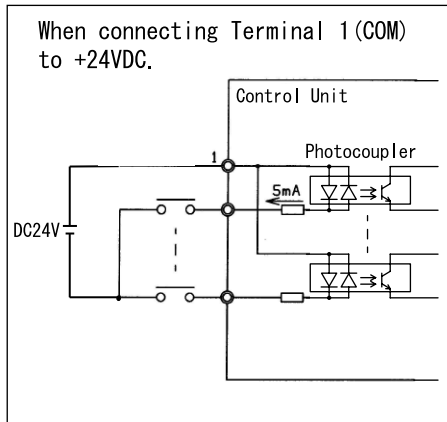 When connecting Terminal 1(COM)
to +24VDC.
Control Unit
1
Photocoupler
5mA
DC24V